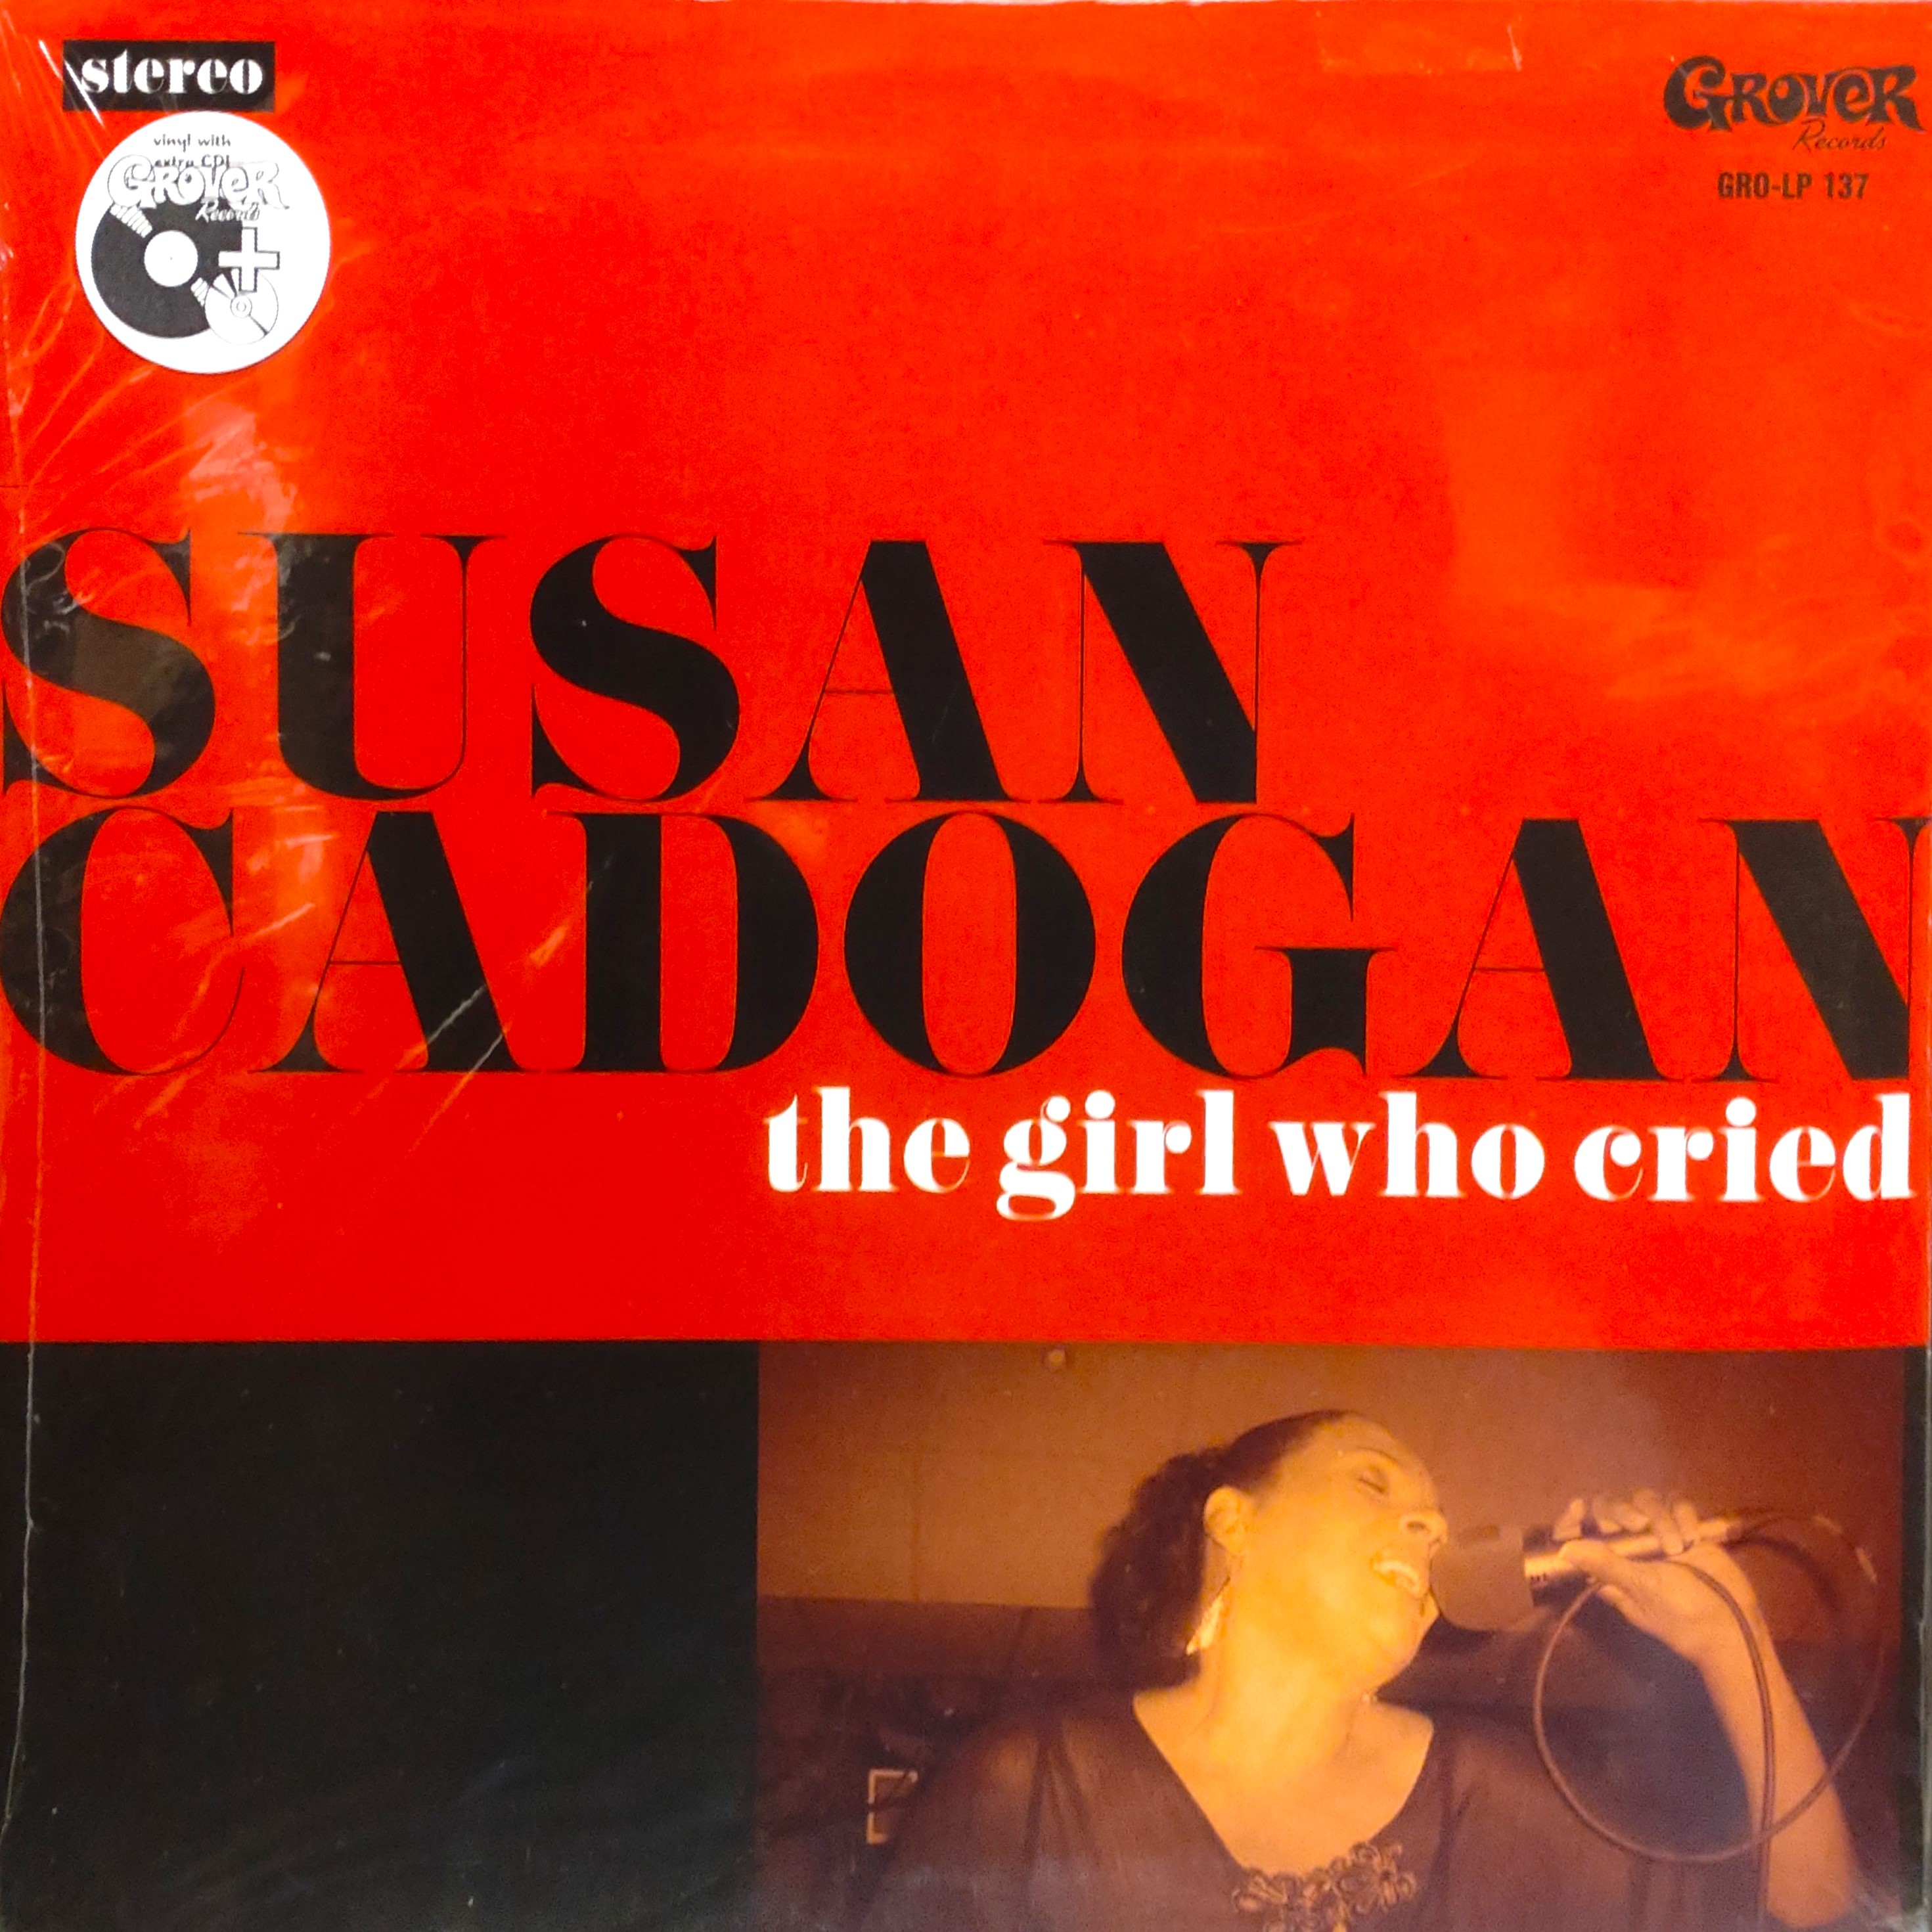 stereo
vinyl with
extra CD!
GROVER
Records
GROVER
Records
GRO-LP 137
SUSAN
CADOGAN
the girl who cried